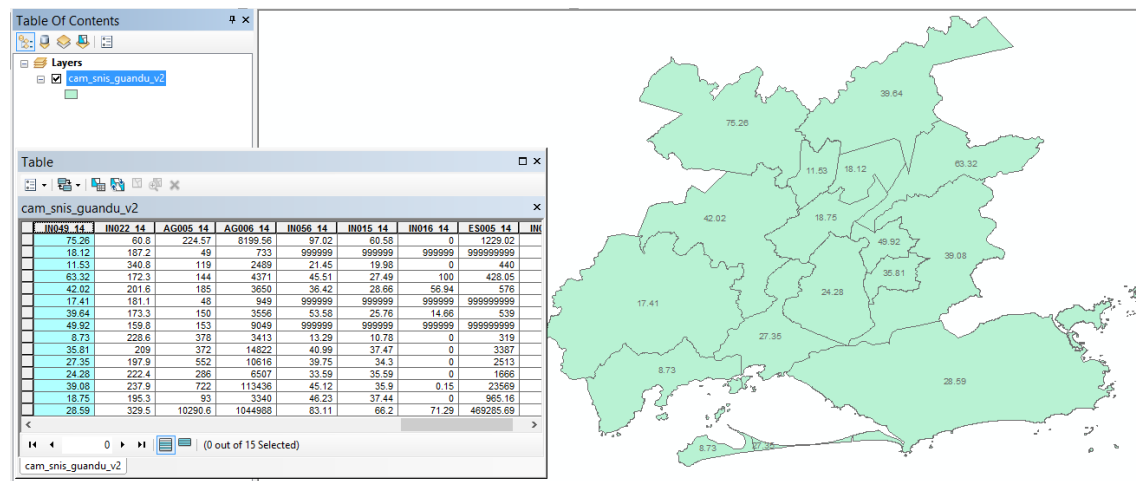 Table Of Contents
Layers
cam_snis_guandu_v2
Table
cam_snis_guandu_v2
IN049_14 IN022_14 AG005_14 AG006_14 IN056_14 IN015_14 IN016_14 ES005_14
75.26 60.8 224.57 8199.56 97.02 60.58 0 1229.02
18.12 187.2 49 733 999999 999999 999999 999999999
11.53 340.8 119 2489 21.45 19.98 0 440
63.32 172.3 144 4371 45.51 27.49 100 428.05
42.02 201.6 185 3650 36.42 28.66 56.94 576
17.41 181.1 48 949 999999 999999 999999 999999999
39.64 173.3 150 3556 53.58 25.76 14.66 539
49.92 159.8 153 9049 999999 999999 999999 999999999
8.73 228.6 378 3413 13.29 10.78 0 319
35.81 209 372 14822 40.99 37.47 0 3387
27.35 197.9 552 10616 39.75 34.3 0 2513
24.28 222.4 286 6507 33.59 35.59 0 1666
39.08 237.9 722 113436 45.12 35.9 0.15 23569
18.75 195.3 93 3340 46.23 37.44 0 965.16
28.59 329.5 10290.6 1044988 83.11 66.2 71.29 469285.69
0 (0 out of 15 Selected)
cam_snis_guandu_v2
39.64
75.26
63.32
11.53 18.12
42.02
18.75
49.92
39.08
35.81
17.41
24.28
27.35
8.73
28.59
8.73 27.35